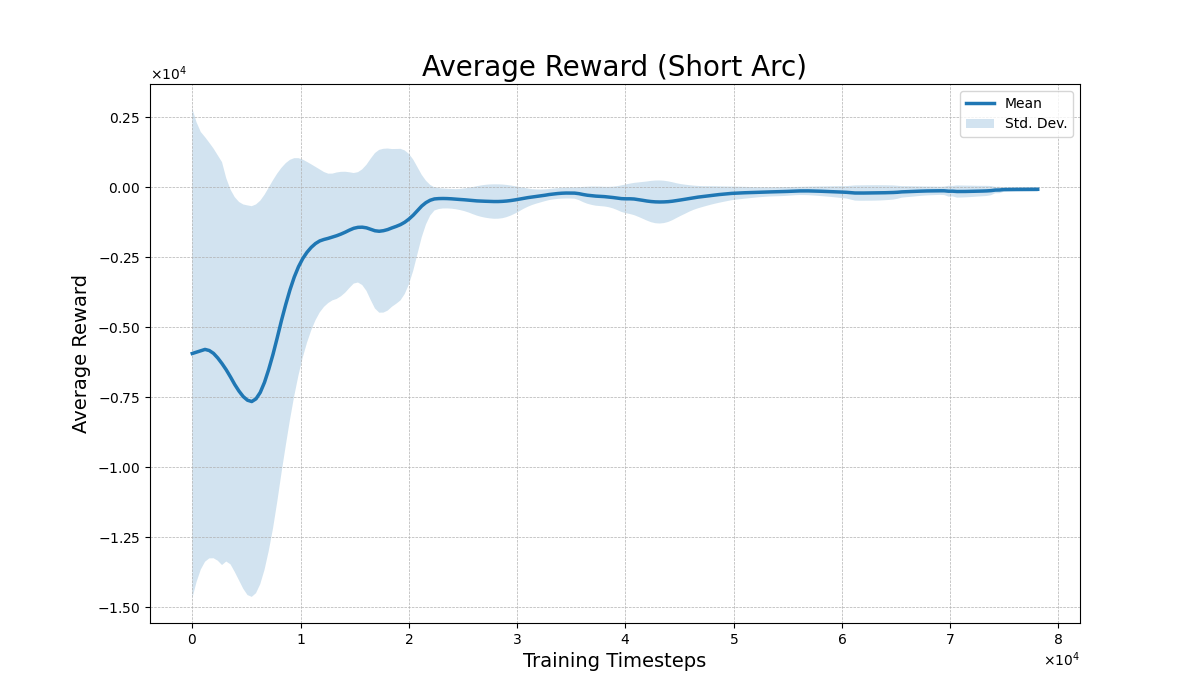 Average Reward (Short Arc)
×10⁴
Mean
Std. Dev.
0.25
0.00
−0.25
−0.50
−0.75
−1.00
−1.25
−1.50
Average Reward
0 1 2 3 4 5 6 7 8
×10⁴
Training Timesteps